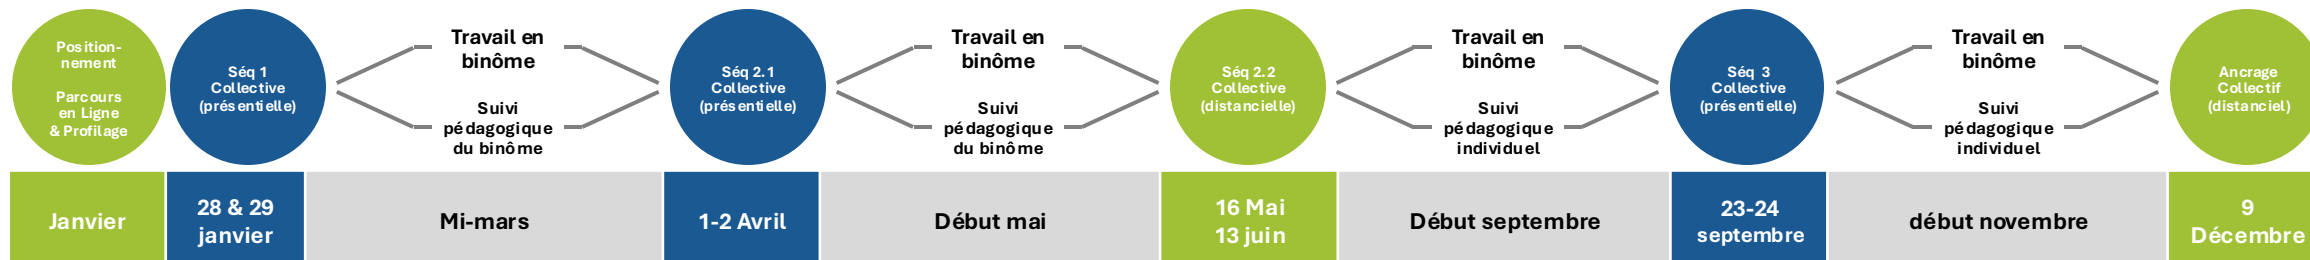 Position-
nement
Parcours
en Ligne
& Profilage
Séq 1
Collective
(présentielle)
Travail en
binôme
Suivi
pédagogique
du binôme
Séq 2.1
Collective
(présentielle)
Travail en
binôme
Suivi
pédagogique
du binôme
Séq 2.2
Collective
(distancielle)
Travail en
binôme
Suivi
pédagogique
individuel
Séq 3
Collective
(présentielle)
Travail en
binôme
Suivi
pédagogique
individuel
Ancrage
Collectif
(distanciel)
Janvier
28 & 29
janvier
Mi-mars
1-2 Avril
Début mai
16 Mai
13 juin
Début septembre
23-24
septembre
début novembre
9
Décembre